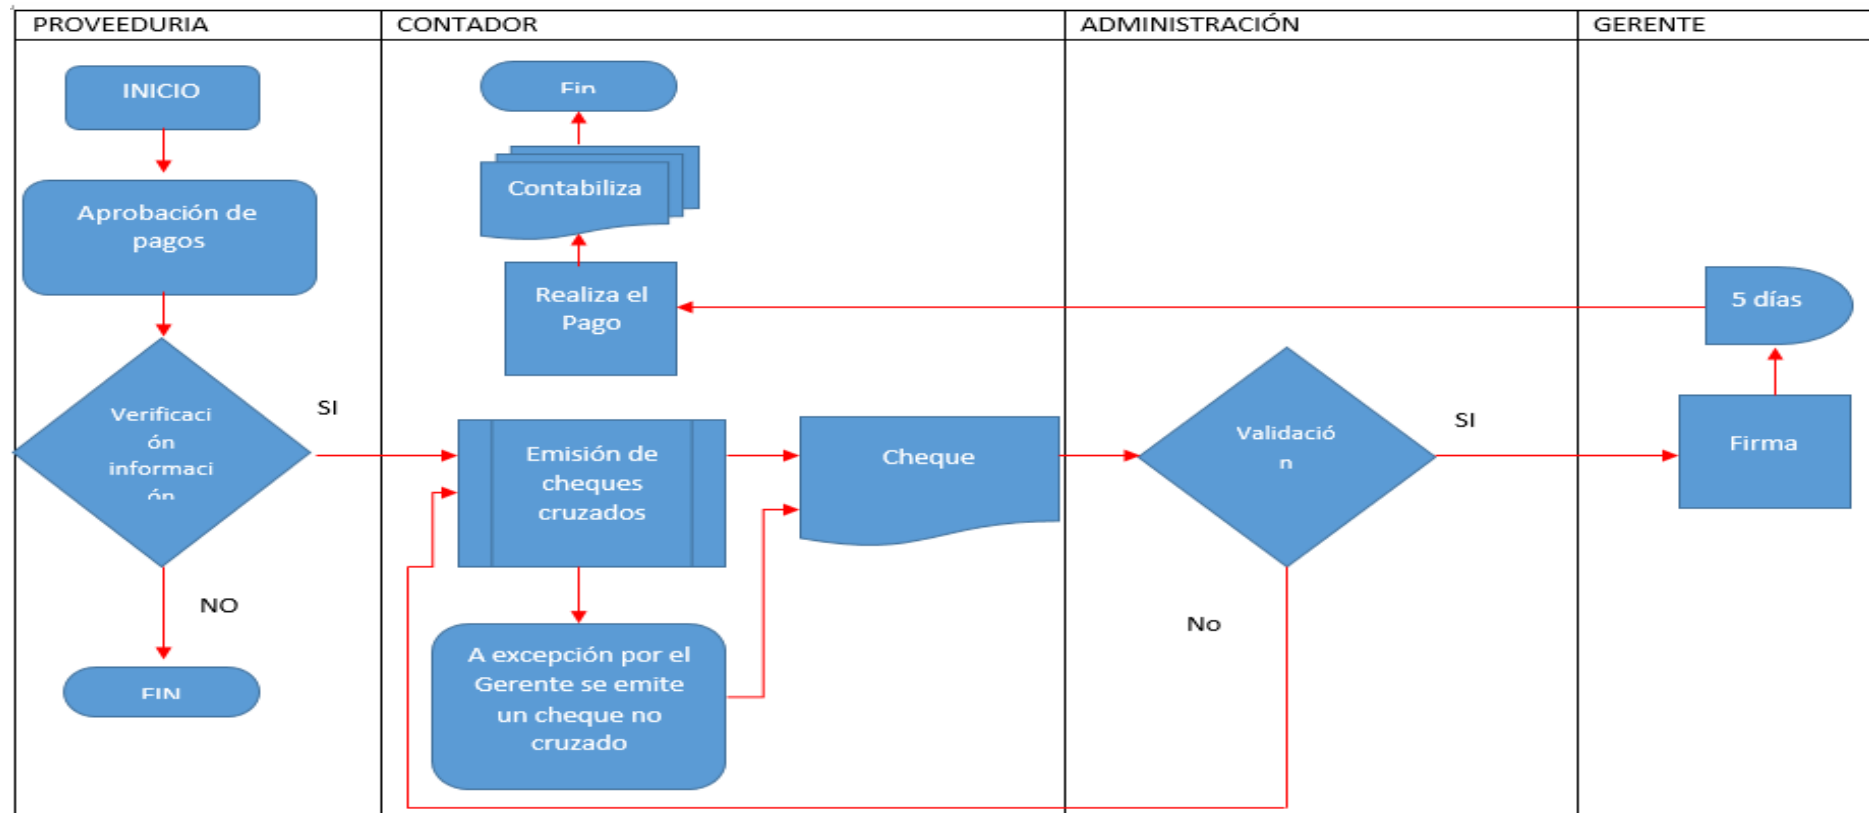 PROVEEDURIA
CONTADOR
ADMINISTRACIÓN
GERENTE
INICIO
Aprobación de
pagos
Verificaci
ón
informaci
ón
SI
NO
FIN
Fin
Contabiliza
Realiza el
Pago
Emisión de
cheques
cruzados
Cheque
A excepción por el
Gerente se emite
un cheque no
cruzado
Validació
n
SI
No
5 días
Firma